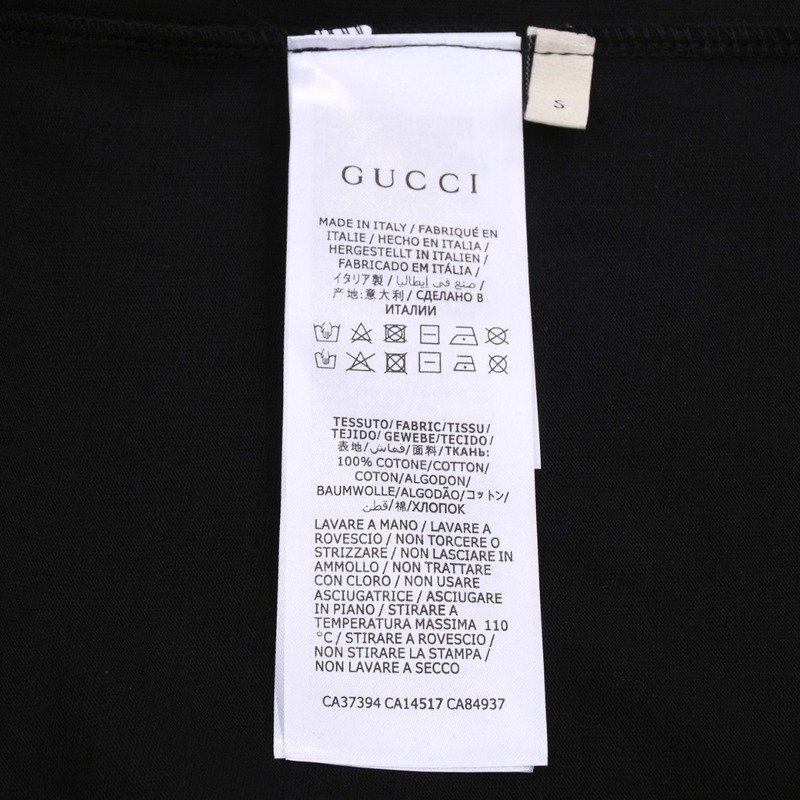 S
GUCCI
MADE IN ITALY / FABRIQUÉ EN
ITALIE / HECHO EN ITALIA /
HERGESTELLT IN ITALIEN /
FABRICADO EM ITÁLIA /
イタリア製 / صنع في إيطاليا /
产地:意大利 / СДЕЛАНО В
ИТАЛИИ
TESSUTO/FABRIC/TISSU/
TEJIDO/GEWEBE/TECIDO/
表地/قماش/面料/ТКАНЬ:
100% COTONE/COTTON/
COTON/ALGODON/
BAUMWOLLE/ALGODÃO/コットン/
قطن/棉/ХЛОПОК
LAVARE A MANO / LAVARE A
ROVESCIO / NON TORCERE O
STRIZZARE / NON LASCIARE IN
AMMOLLO / NON TRATTARE
CON CLORO / NON USARE
ASCIUGATRICE / ASCIUGARE
IN PIANO / STIRARE A
TEMPERATURA MASSIMA 110
°C / STIRARE A ROVESCIO /
NON STIRARE LA STAMPA /
NON LAVARE A SECCO
CA37394 CA14517 CA84937